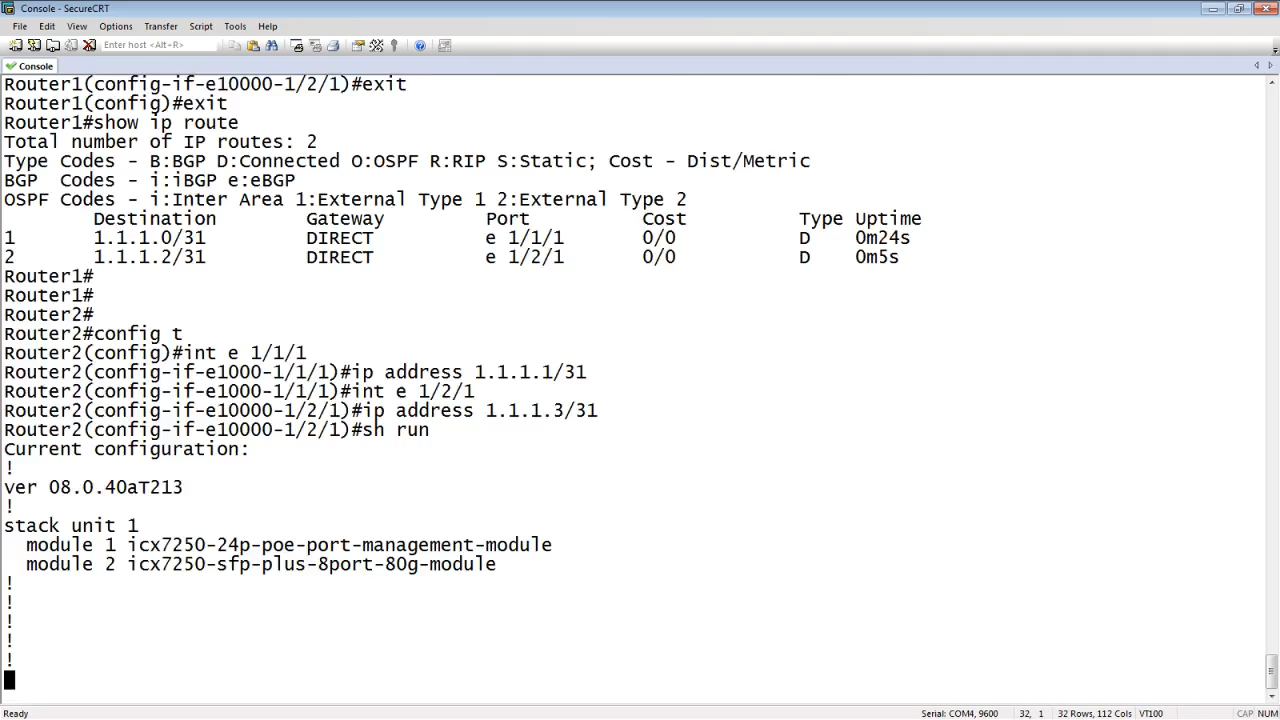 Console - SecureCRT
File Edit View Options Transfer Script Tools Help
Enter host <Alt+R>
Console
Router1(config-if-e10000-1/2/1)#exit
Router1(config)#exit
Router1#show ip route
Total number of IP routes: 2
Type Codes - B:BGP D:Connected O:OSPF R:RIP S:Static; Cost - Dist/Metric
BGP  Codes - i:iBGP e:eBGP
OSPF Codes - i:Inter Area 1:External Type 1 2:External Type 2
        Destination        Gateway         Port          Cost          Type Uptime
1       1.1.1.0/31         DIRECT          e 1/1/1       0/0           D    0m24s
2       1.1.1.2/31         DIRECT          e 1/2/1       0/0           D    0m5s
Router1#
Router1#
Router2#
Router2#config t
Router2(config)#int e 1/1/1
Router2(config-if-e1000-1/1/1)#ip address 1.1.1.1/31
Router2(config-if-e1000-1/1/1)#int e 1/2/1
Router2(config-if-e10000-1/2/1)#ip address 1.1.1.3/31
Router2(config-if-e10000-1/2/1)#sh run
Current configuration:
!
ver 08.0.40aT213
!
stack unit 1
  module 1 icx7250-24p-poe-port-management-module
  module 2 icx7250-sfp-plus-8port-80g-module
!
!
!
!
!
Ready Serial: COM4, 9600 32, 1 32 Rows, 112 Cols VT100 CAP NUM